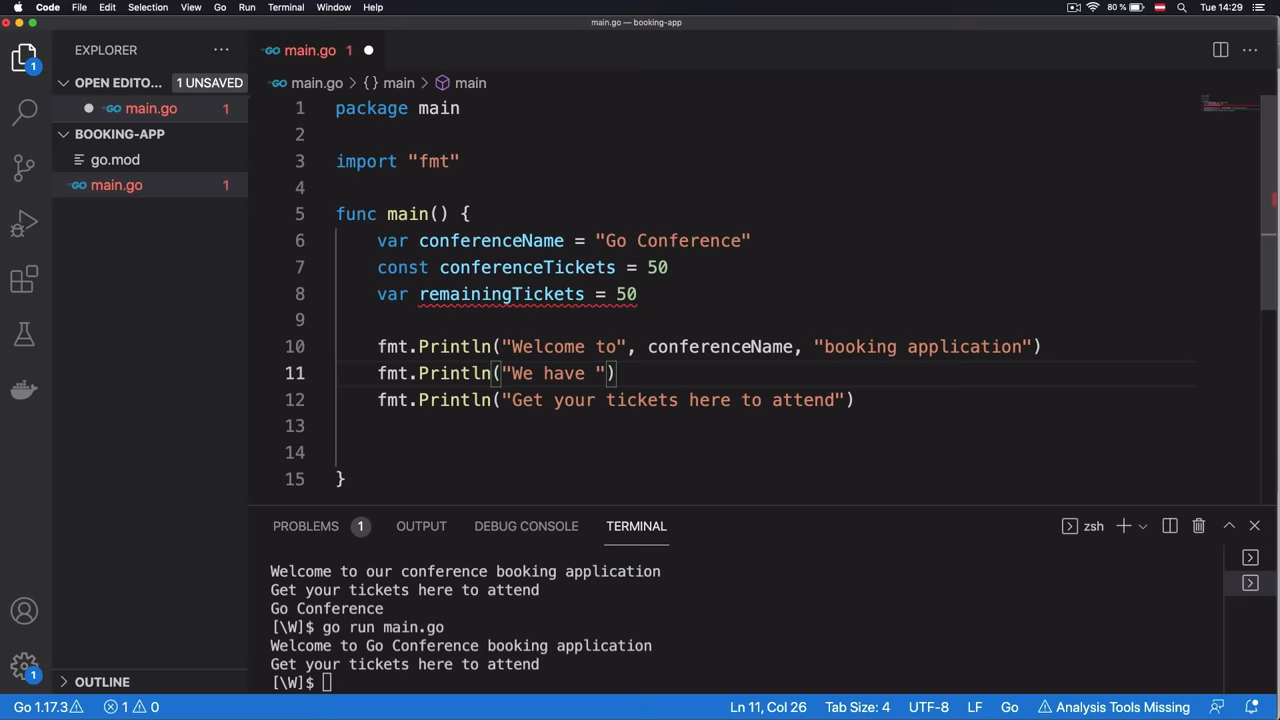 Code File Edit Selection View Go Run Terminal Window Help 80 % Tue 14:29
main.go — booking-app
EXPLORER
main.go 1
OPEN EDITO... 1 UNSAVED
main.go > {} main > main
main.go 1
BOOKING-APP
go.mod
main.go 1
1 package main
2
3 import "fmt"
4
5 func main() {
6 var conferenceName = "Go Conference"
7 const conferenceTickets = 50
8 var remainingTickets = 50
9
10 fmt.Println("Welcome to", conferenceName, "booking application")
11 fmt.Println("We have ")
12 fmt.Println("Get your tickets here to attend")
13
14
15 }
PROBLEMS 1 OUTPUT DEBUG CONSOLE TERMINAL zsh
Welcome to our conference booking application
Get your tickets here to attend
Go Conference
[\W]$ go run main.go
Welcome to Go Conference booking application
Get your tickets here to attend
[\W]$
1
1
OUTLINE
Go 1.17.3 1 0 Ln 11, Col 26 Tab Size: 4 UTF-8 LF Go Analysis Tools Missing